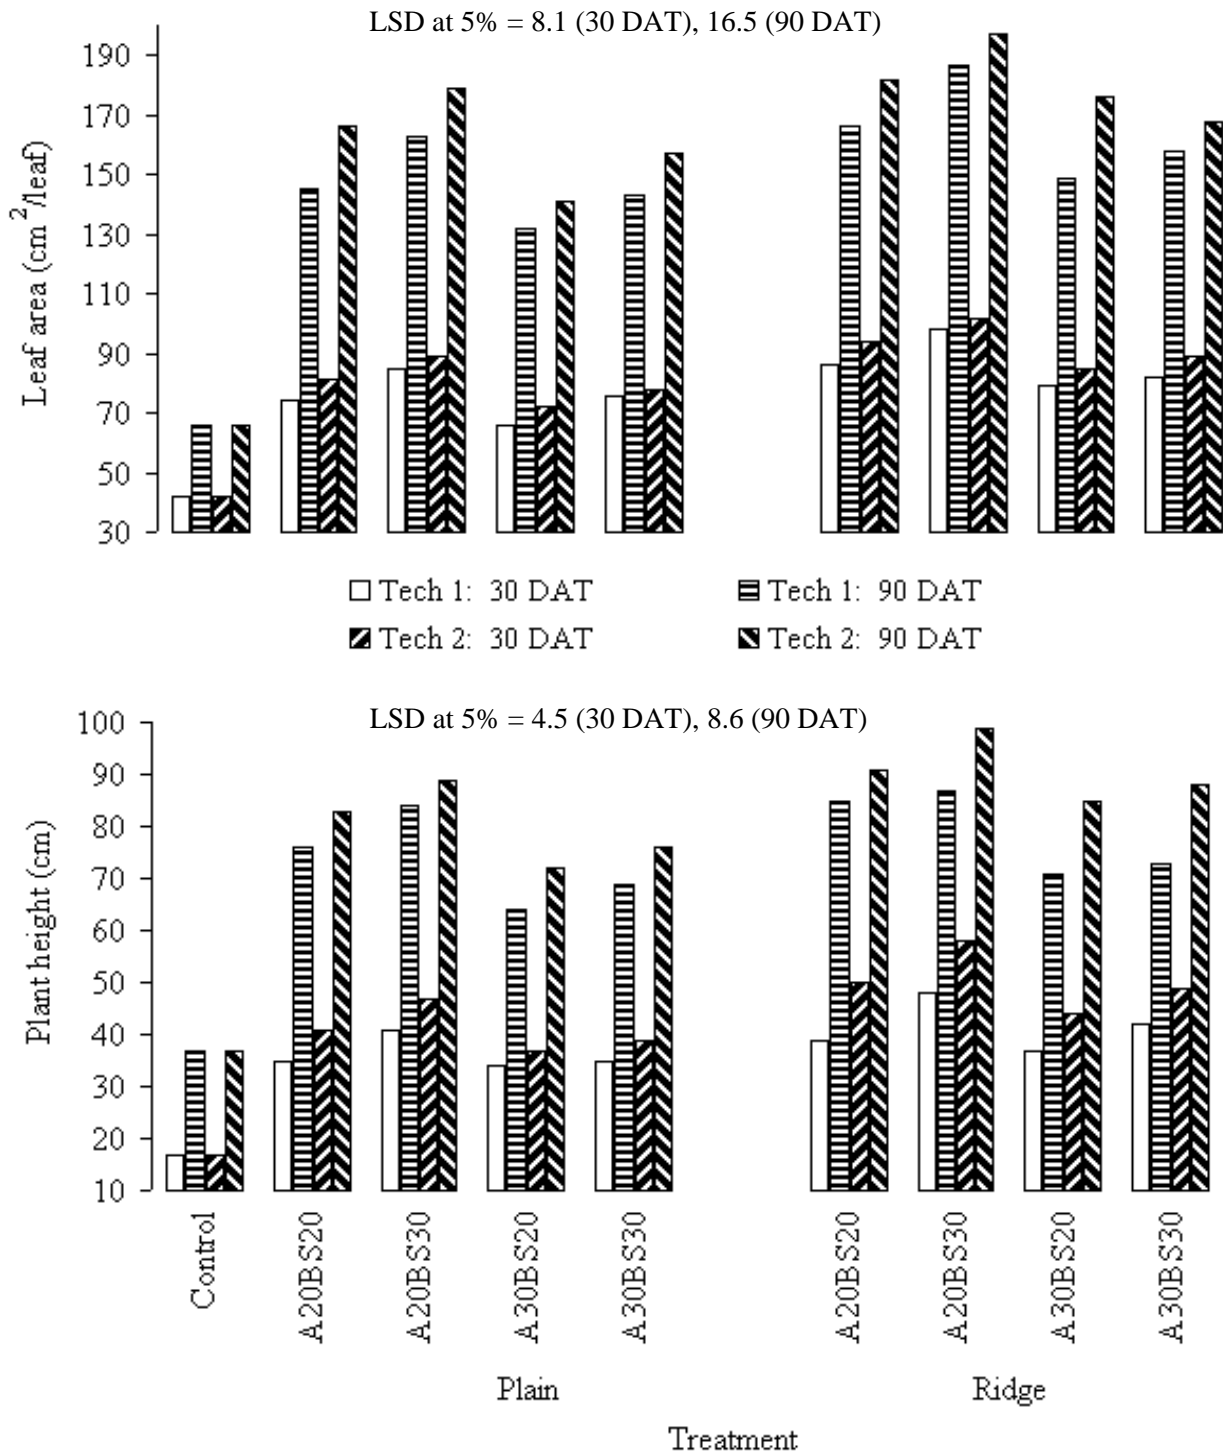 LSD at 5% = 8.1 (30 DAT), 16.5 (90 DAT)
Leaf area (cm 2/leaf)
190
170
150
130
110
90
70
50
30
Tech 1: 30 DAT
Tech 1: 90 DAT
Tech 2: 30 DAT
Tech 2: 90 DAT
LSD at 5% = 4.5 (30 DAT), 8.6 (90 DAT)
Plant height (cm)
100
90
80
70
60
50
40
30
20
10
Control
A20BS20
A20BS30
A30BS20
A30BS30
A20BS20
A20BS30
A30BS20
A30BS30
Plain
Ridge
Treatment